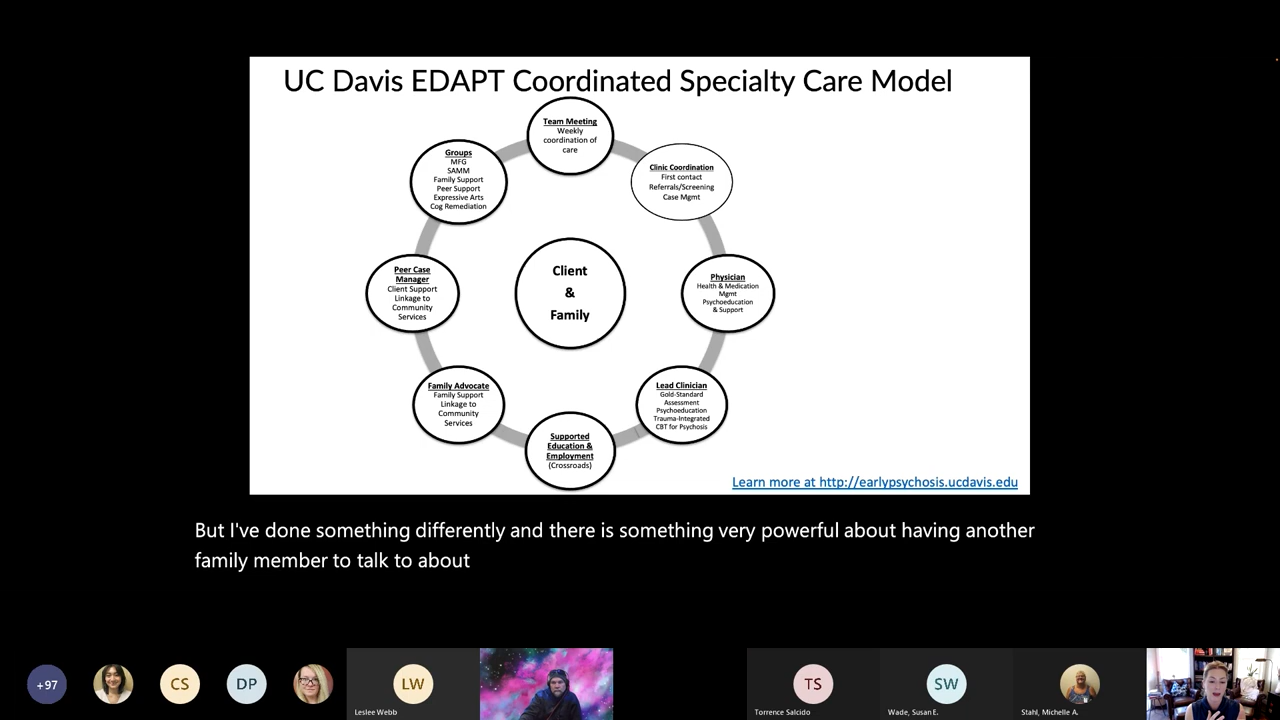 UC Davis EDAPT Coordinated Specialty Care Model
Team Meeting
Weekly
coordination of
care
Clinic Coordination
First contact
Referrals/Screening
Case Mgmt
Physician
Health & Medication
Mgmt
Psychoeducation
& Support
Lead Clinician
Gold-Standard
Assessment
Psychoeducation
Trauma-Integrated
CBT for Psychosis
Supported
Education &
Employment
(Crossroads)
Family Advocate
Family Support
Linkage to
Community
Services
Peer Case
Manager
Client Support
Linkage to
Community
Services
Groups
MFG
SAMM
Family Support
Peer Support
Expressive Arts
Cog Remediation
Client
&
Family
Learn more at http://earlypsychosis.ucdavis.edu
But I've done something differently and there is something very powerful about having another
family member to talk to about
+97
CS
DP
LW
Leslee Webb
TS
Torrence Salcido
SW
Wade, Susan E.
Stahl, Michelle A.